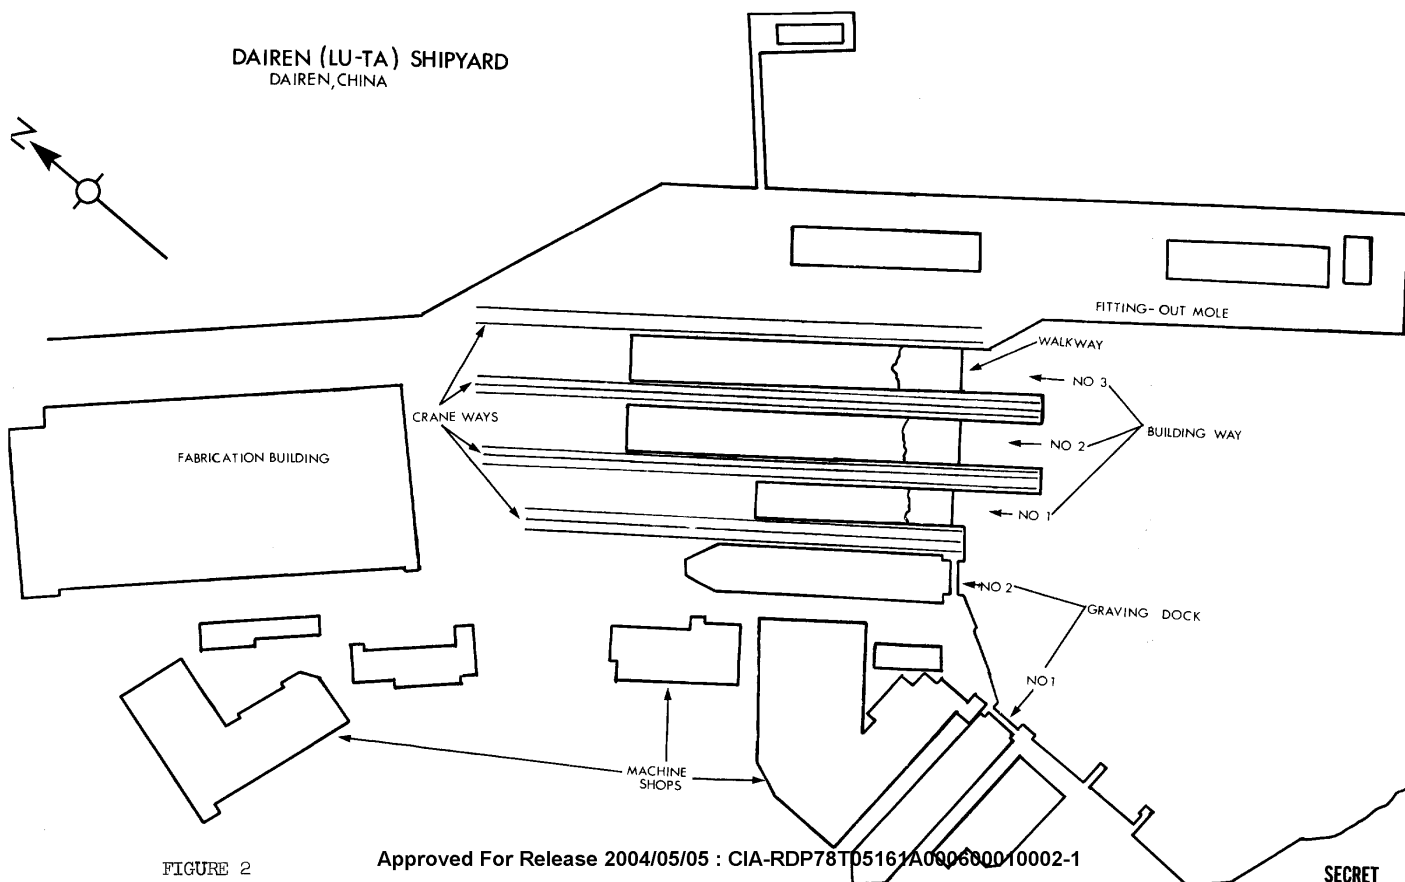 DAIREN (LU-TA) SHIPYARD
DAIREN, CHINA
N
FITTING-OUT MOLE
WALKWAY
NO 3
CRANE WAYS
BUILDING WAY
NO 2
FABRICATION BUILDING
NO 1
NO 2
GRAVING DOCK
NO 1
MACHINE
SHOPS
FIGURE 2
Approved For Release 2004/05/05 : CIA-RDP78T05161A000600010002-1
SECRET